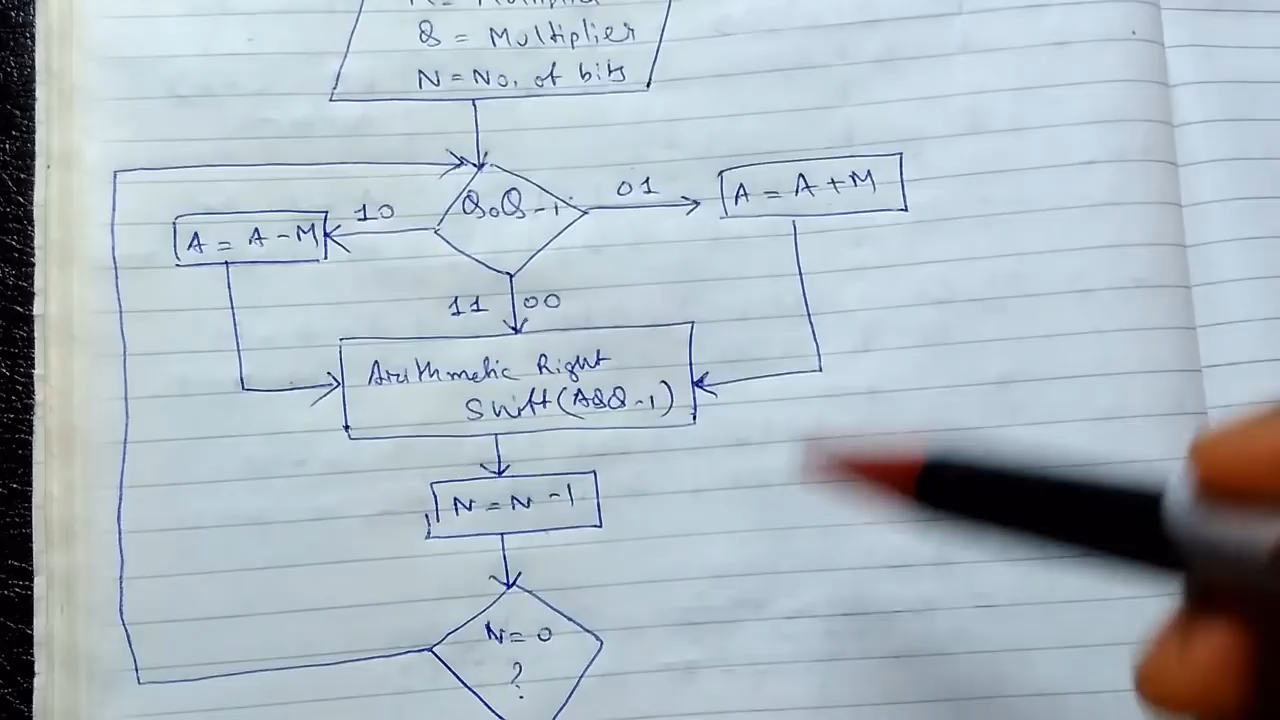 Q = Multiplier
N = No. of bits
Q₀Q-1
01
A = A + M
10
A = A - M
11 00
Arithmetic Right
Shift (AQQ-1)
N = N - 1
N = 0
?